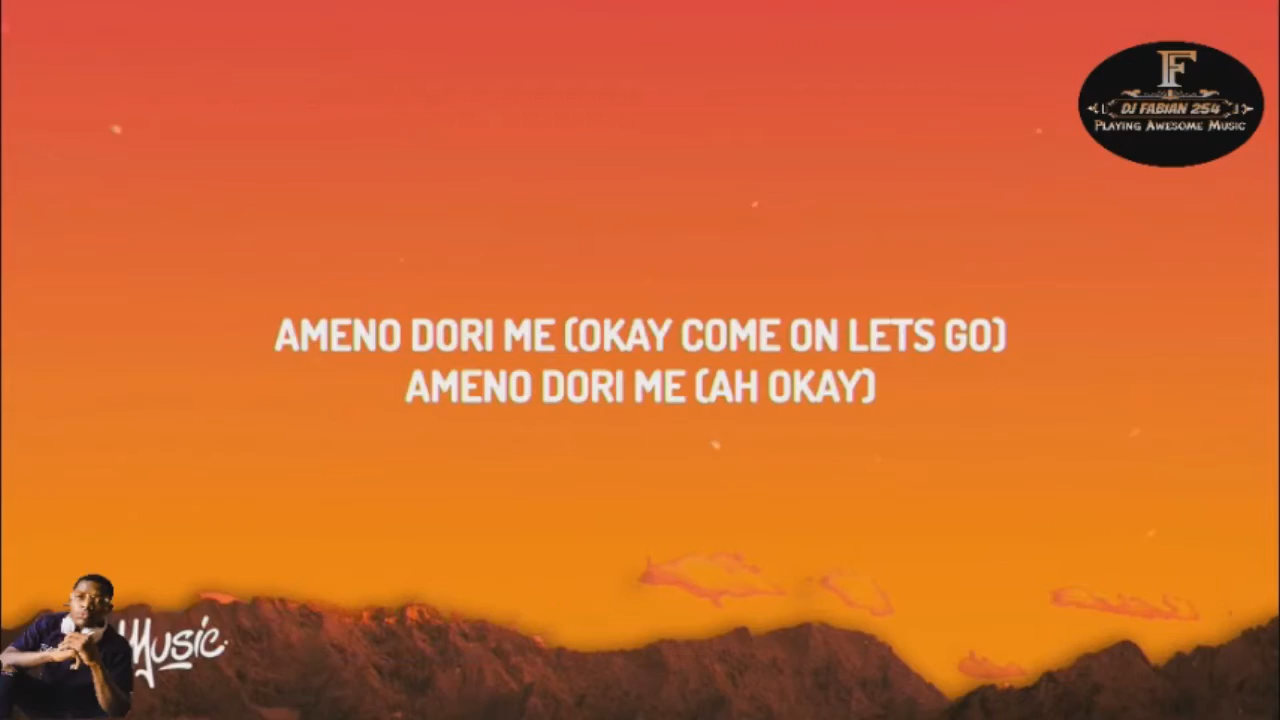 F
DJ FABIAN 254
PLAYING AWESOME MUSIC
AMENO DORI ME (OKAY COME ON LETS GO)
AMENO DORI ME (AH OKAY)
Music